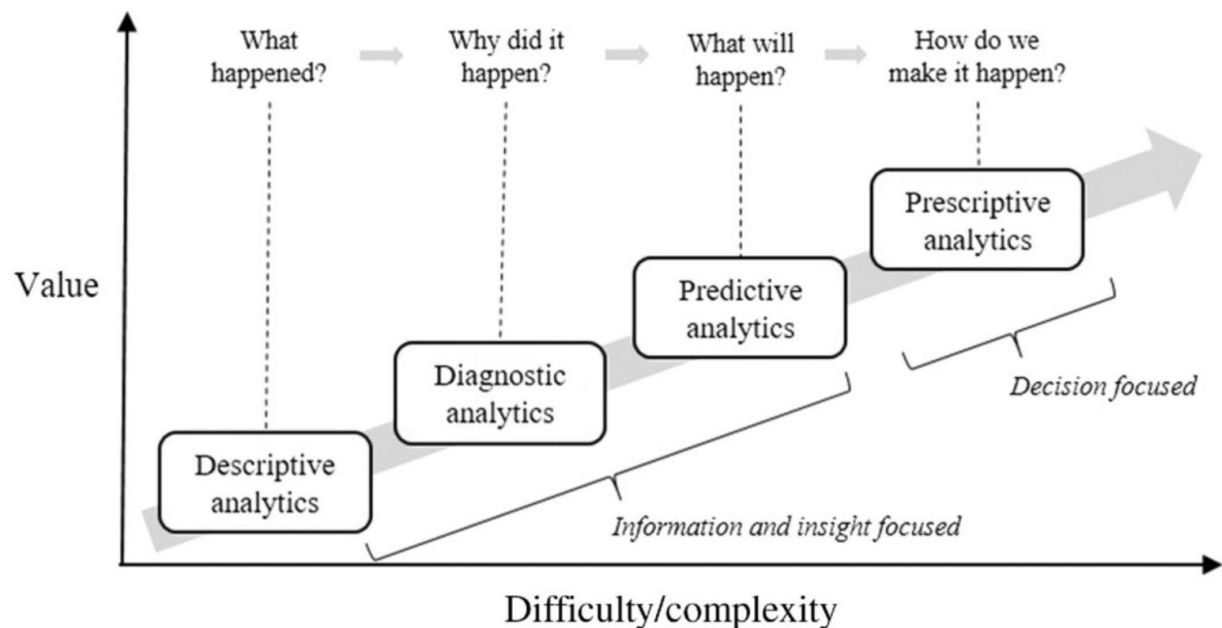 What
happened?
Why did it
happen?
What will
happen?
How do we
make it happen?
Prescriptive
analytics
Value
Predictive
analytics
Diagnostic
analytics
Decision focused
Descriptive
analytics
Information and insight focused
Difficulty/complexity